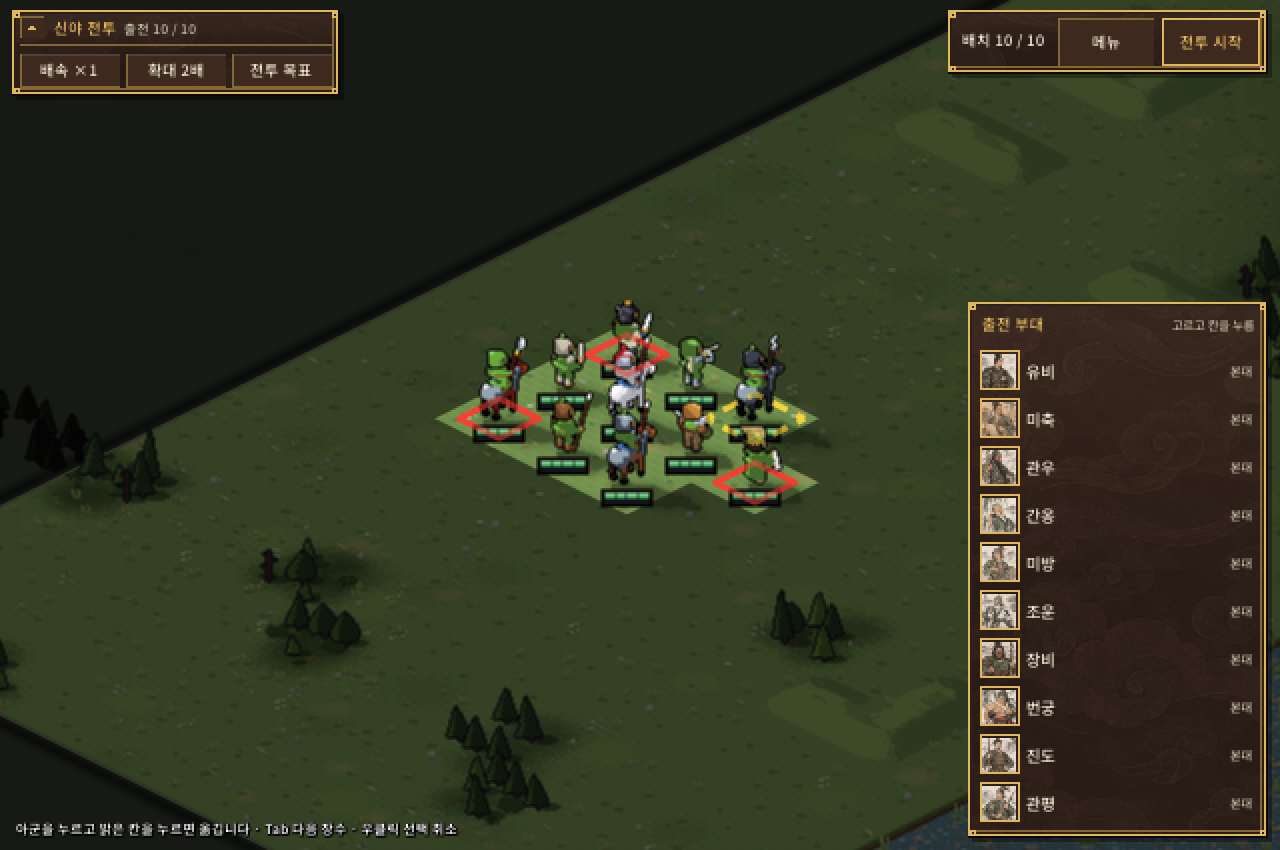 신야 전투 출전 10 / 10
배속 ×1
확대 2배
전투 목표
배치 10 / 10
메뉴
전투 시작
출전 부대
고르고 칸을 누름
유비 본대
미축 본대
관우 본대
간옹 본대
미방 본대
조운 본대
장비 본대
번궁 본대
진도 본대
관평 본대
아군을 누르고 밝은 칸을 누르면 옮깁니다 · Tab 다음 장수 · 우클릭 선택 취소